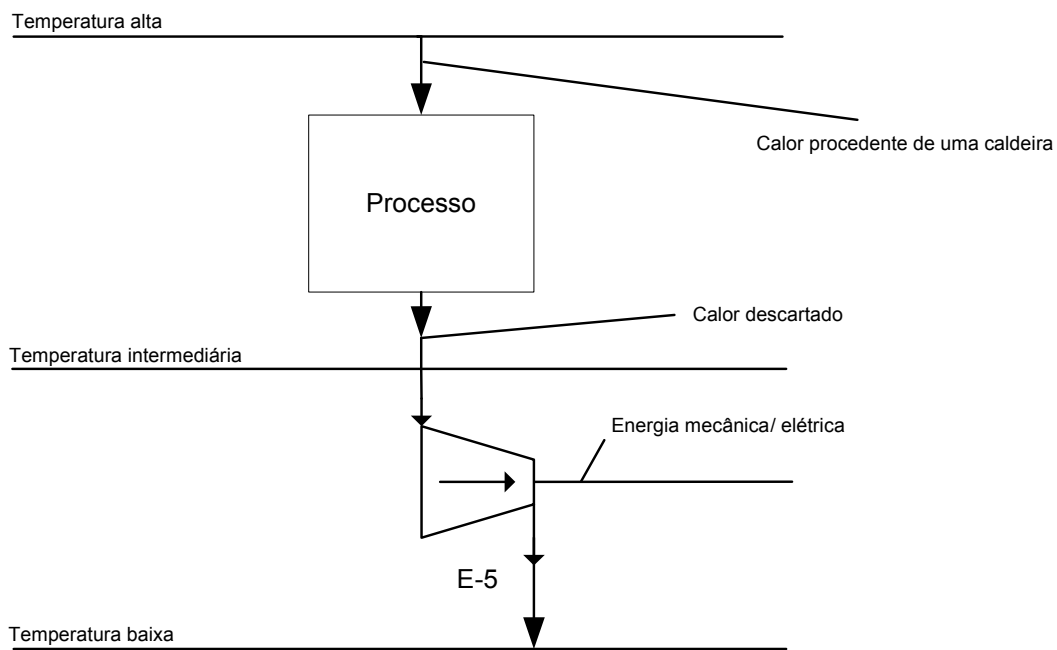 Temperatura alta
Calor procedente de uma caldeira
Processo
Calor descartado
Temperatura intermediária
Energia mecânica/ elétrica
E-5
Temperatura baixa